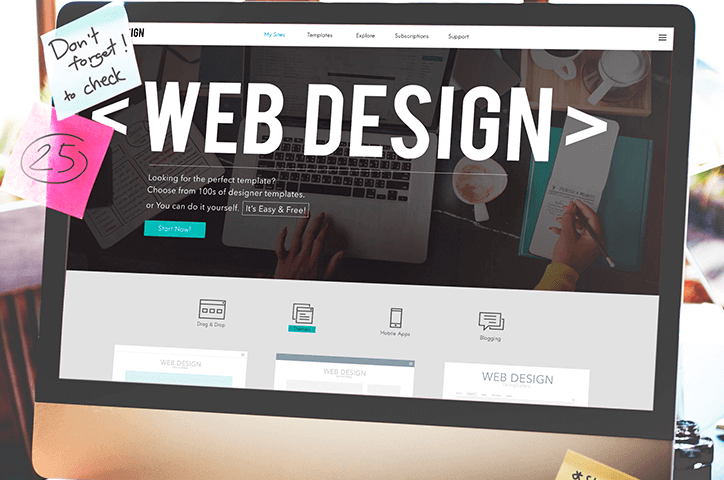 Don't
forget!
to check
25
SIGN
My Sites
Templates
Explore
Subscriptions
Support
< WEB DESIGN >
Looking for the perfect template?
Choose from 100s of designer templates.
or You can do it yourself. It's Easy & Free!
Start Now!
Drag & Drop
Themes
Mobile Apps
Blogging
WEB DESIGN
WEB DESIGN
WEB DESIGN